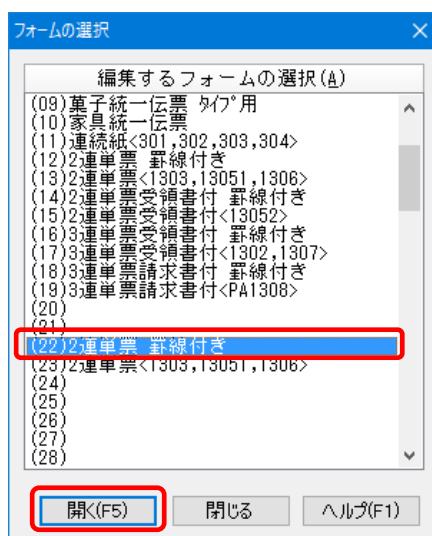 フォームの選択
編集するフォームの選択(A)
(09)菓子統一伝票 ﾀｲﾌﾟ用
(10)家具統一伝票
(11)連続紙<301,302,303,304>
(12)2連単票 罫線付き
(13)2連単票<1303,13051,1306>
(14)2連単票受領書付 罫線付き
(15)2連単票受領書付<13052>
(16)3連単票受領書付 罫線付き
(17)3連単票受領書付<1302,1307>
(18)3連単票請求書付 罫線付き
(19)3連単票請求書付<PA1308>
(20)
(21)
(22)2連単票 罫線付き
(23)2連単票<1303,13051,1306>
(24)
(25)
(26)
(27)
(28)
開く(F5) 閉じる ヘルプ(F1)